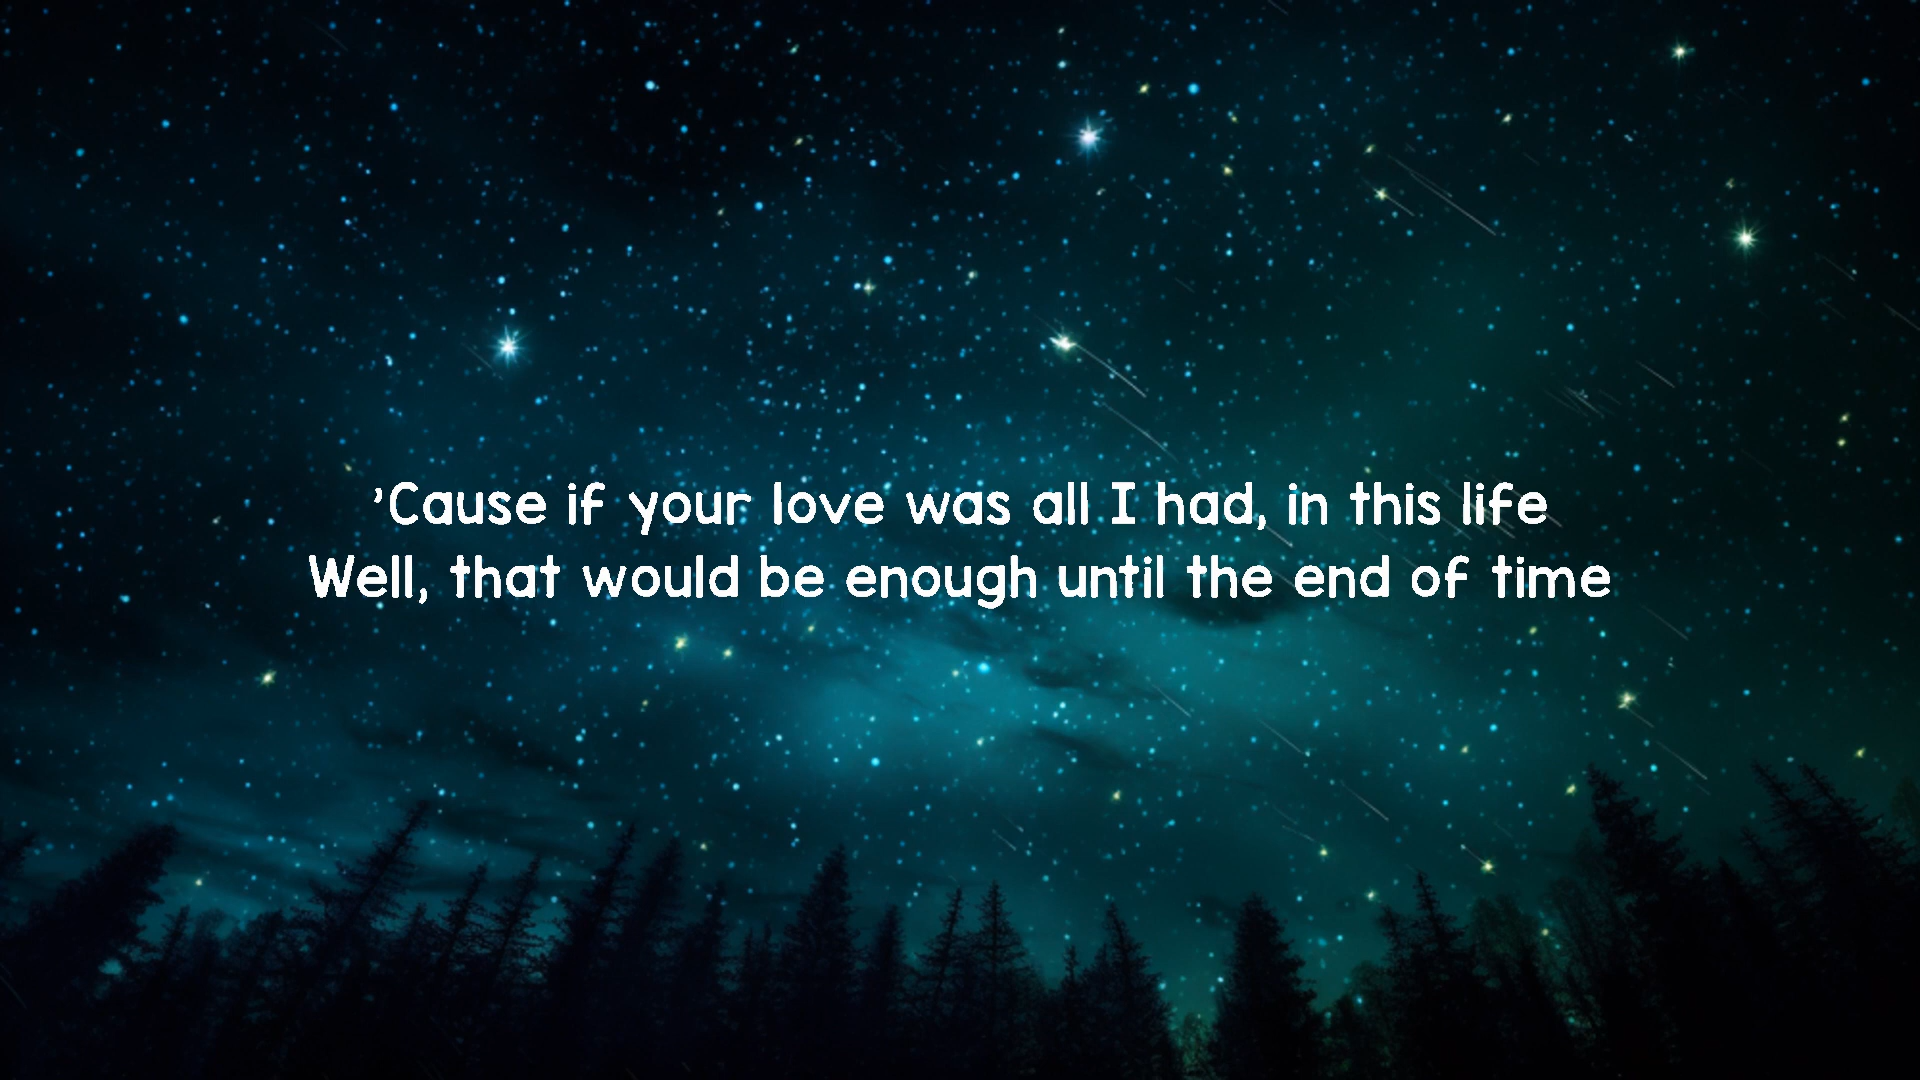 ’Cause if your love was all I had, in this life
Well, that would be enough until the end of time